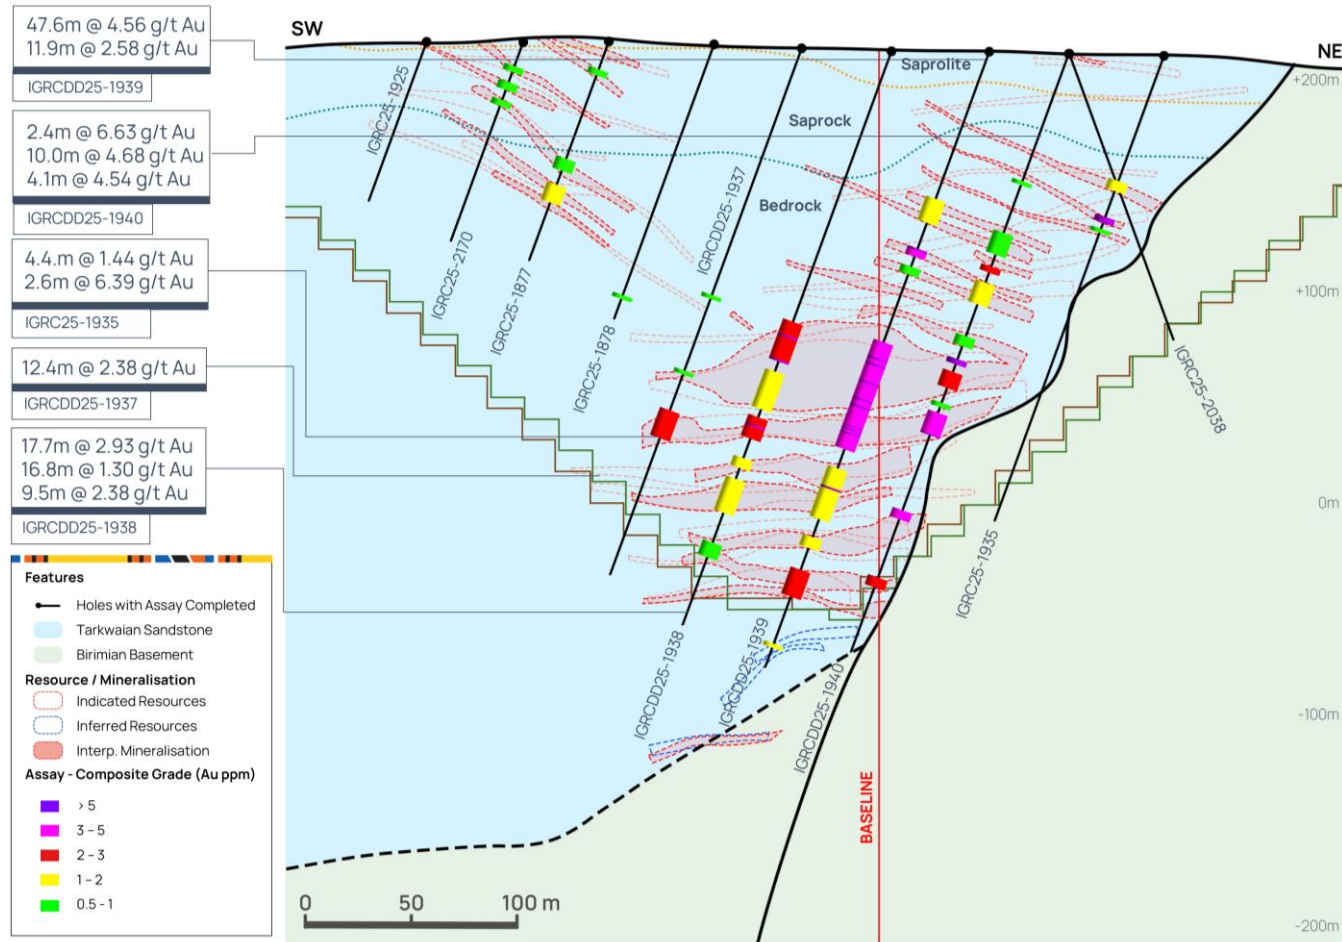 47.6m @ 4.56 g/t Au
11.9m @ 2.58 g/t Au
IGRCDD25-1939
2.4m @ 6.63 g/t Au
10.0m @ 4.68 g/t Au
4.1m @ 4.54 g/t Au
IGRCDD25-1940
4.4.m @ 1.44 g/t Au
2.6m @ 6.39 g/t Au
IGRC25-1935
12.4m @ 2.38 g/t Au
IGRCDD25-1937
17.7m @ 2.93 g/t Au
16.8m @ 1.30 g/t Au
9.5m @ 2.38 g/t Au
IGRCDD25-1938
Features
Holes with Assay Completed
Tarkwaian Sandstone
Birimian Basement
Resource / Mineralisation
Indicated Resources
Inferred Resources
Interp. Mineralisation
Assay - Composite Grade (Au ppm)
> 5
3 - 5
2 - 3
1 - 2
0.5 - 1
SW
NE
Saprolite
Saprock
Bedrock
+200m
+100m
0m
-100m
-200m
IGRC25-1925
IGRC25-2170
IGRC25-1877
IGRC25-1878
IGRCDD25-1937
IGRCDD25-1938
IGRCDD25-1939
IGRCDD25-1940
IGRC25-1935
IGRC25-2038
BASELINE
0 50 100 m